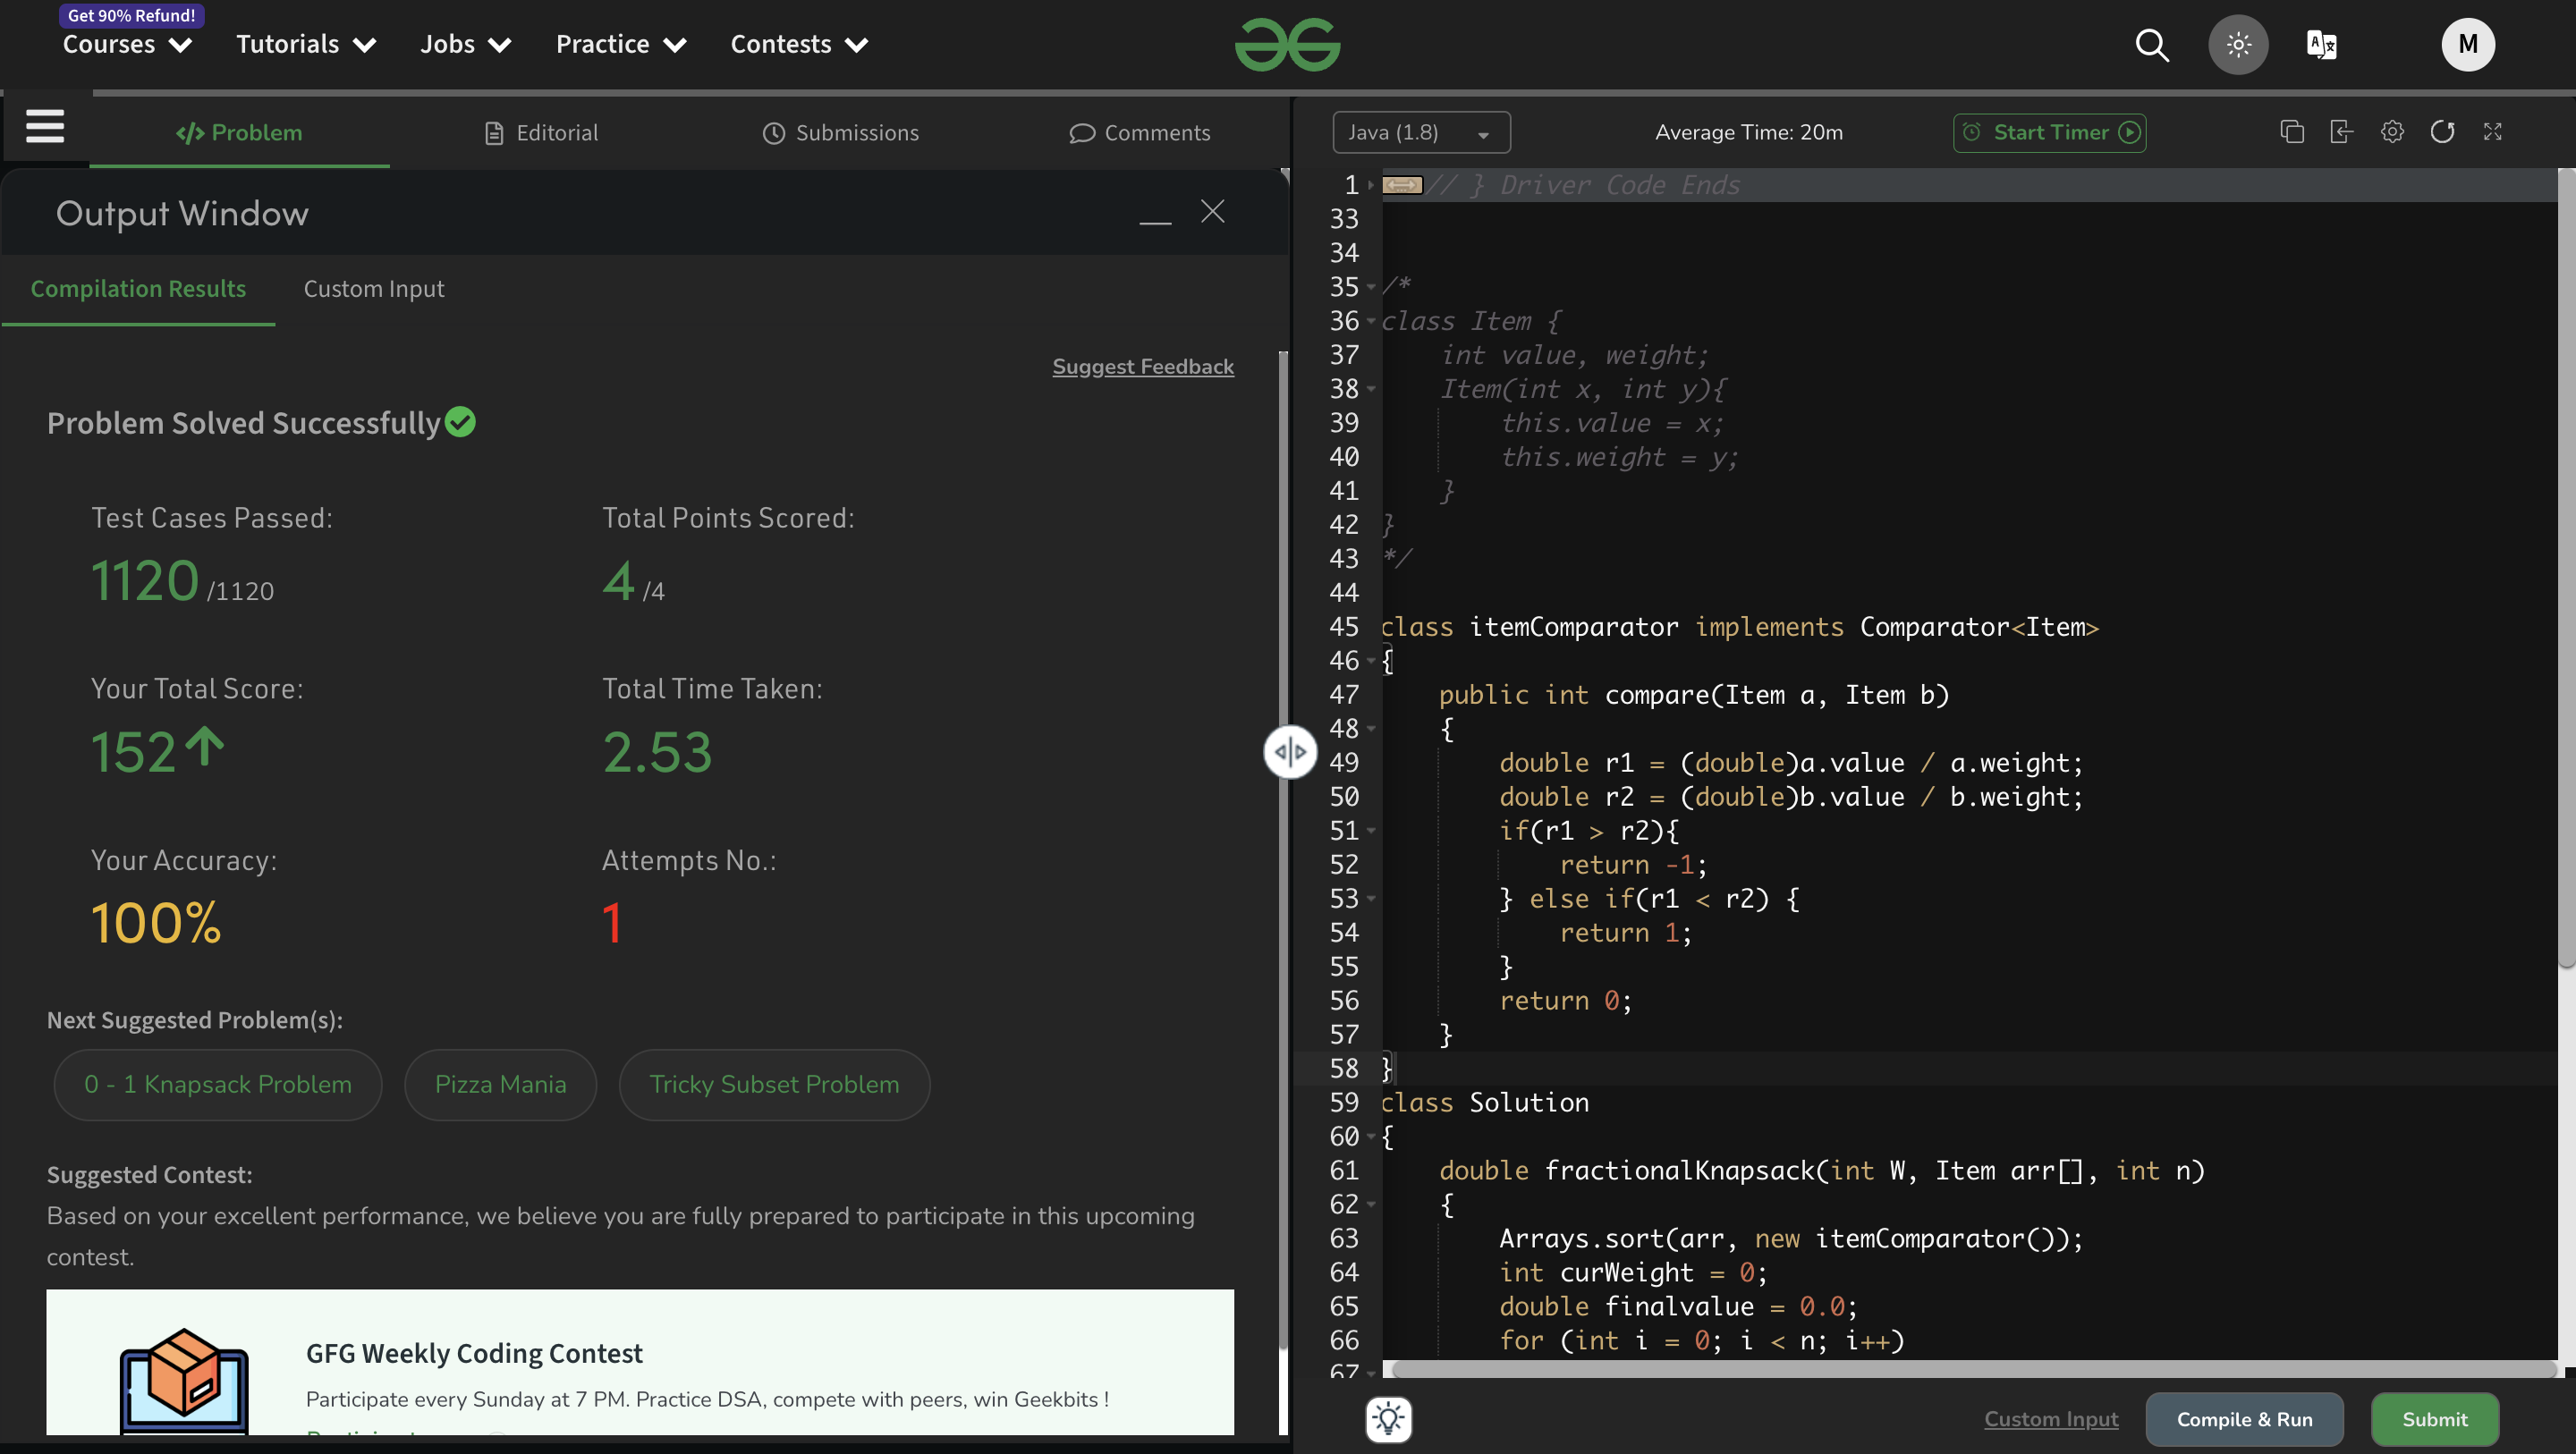 Get 90% Refund!
Courses Tutorials Jobs Practice Contests
M
Problem Editorial Submissions Comments
Output Window
Compilation Results Custom Input
Suggest Feedback
Problem Solved Successfully
Test Cases Passed: Total Points Scored:
1120 /1120 4 /4
Your Total Score: Total Time Taken:
152 2.53
Your Accuracy: Attempts No.:
100% 1
Next Suggested Problem(s):
0 - 1 Knapsack Problem Pizza Mania Tricky Subset Problem
Suggested Contest:
Based on your excellent performance, we believe you are fully prepared to participate in this upcoming
contest.
GFG Weekly Coding Contest
Participate every Sunday at 7 PM. Practice DSA, compete with peers, win Geekbits !
Java (1.8) Average Time: 20m Start Timer
1 // } Driver Code Ends
33
34
35 /*
36 class Item {
37 int value, weight;
38 Item(int x, int y){
39 this.value = x;
40 this.weight = y;
41 }
42 }
43 */
44
45 class itemComparator implements Comparator<Item>
46 {
47 public int compare(Item a, Item b)
48 {
49 double r1 = (double)a.value / a.weight;
50 double r2 = (double)b.value / b.weight;
51 if(r1 > r2){
52 return -1;
53 } else if(r1 < r2) {
54 return 1;
55 }
56 return 0;
57 }
58 }
59 class Solution
60 {
61 double fractionalKnapsack(int W, Item arr[], int n)
62 {
63 Arrays.sort(arr, new itemComparator());
64 int curWeight = 0;
65 double finalvalue = 0.0;
66 for (int i = 0; i < n; i++)
67
Custom Input Compile & Run Submit